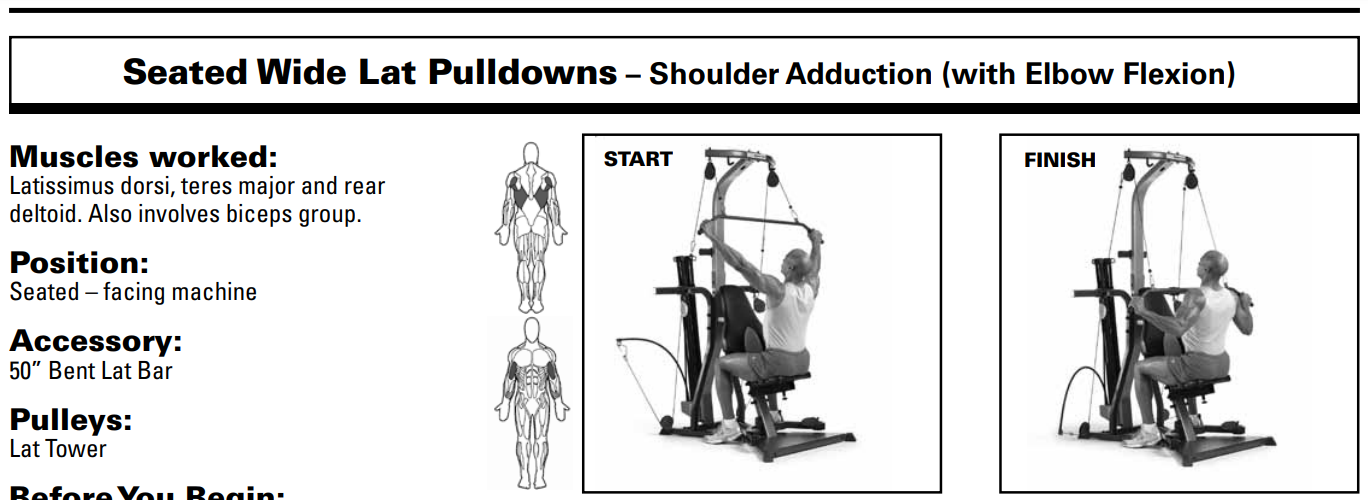 Seated Wide Lat Pulldowns – Shoulder Adduction (with Elbow Flexion)
Muscles worked:
Latissimus dorsi, teres major and rear
deltoid. Also involves biceps group.
Position:
Seated – facing machine
Accessory:
50” Bent Lat Bar
Pulleys:
Lat Tower
Before You Begin:
START
FINISH